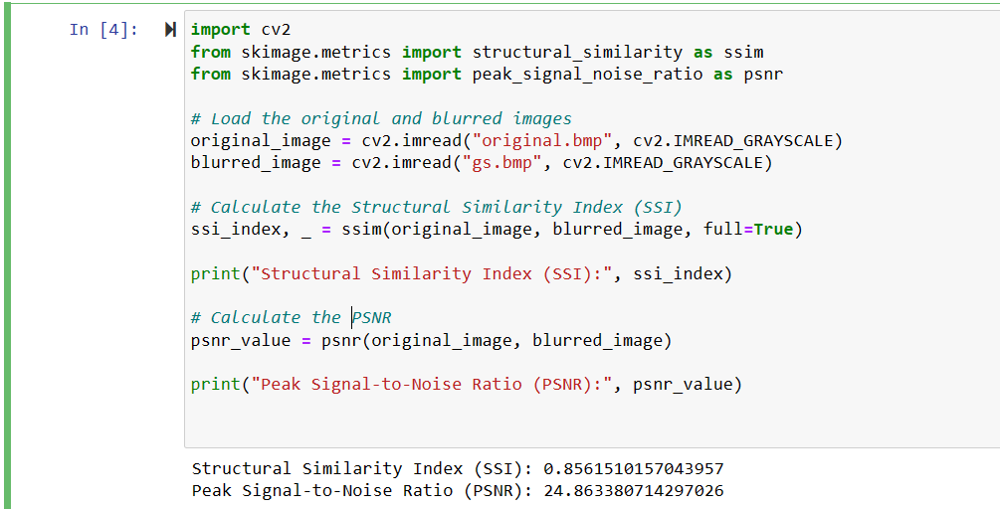 In [4]:
import cv2
from skimage.metrics import structural_similarity as ssim
from skimage.metrics import peak_signal_noise_ratio as psnr
# Load the original and blurred images
original_image = cv2.imread("original.bmp", cv2.IMREAD_GRAYSCALE)
blurred_image = cv2.imread("gs.bmp", cv2.IMREAD_GRAYSCALE)
# Calculate the Structural Similarity Index (SSI)
ssi_index, _ = ssim(original_image, blurred_image, full=True)
print("Structural Similarity Index (SSI):", ssi_index)
# Calculate the PSNR
psnr_value = psnr(original_image, blurred_image)
print("Peak Signal-to-Noise Ratio (PSNR):", psnr_value)
Structural Similarity Index (SSI): 0.8561510157043957
Peak Signal-to-Noise Ratio (PSNR): 24.863380714297026